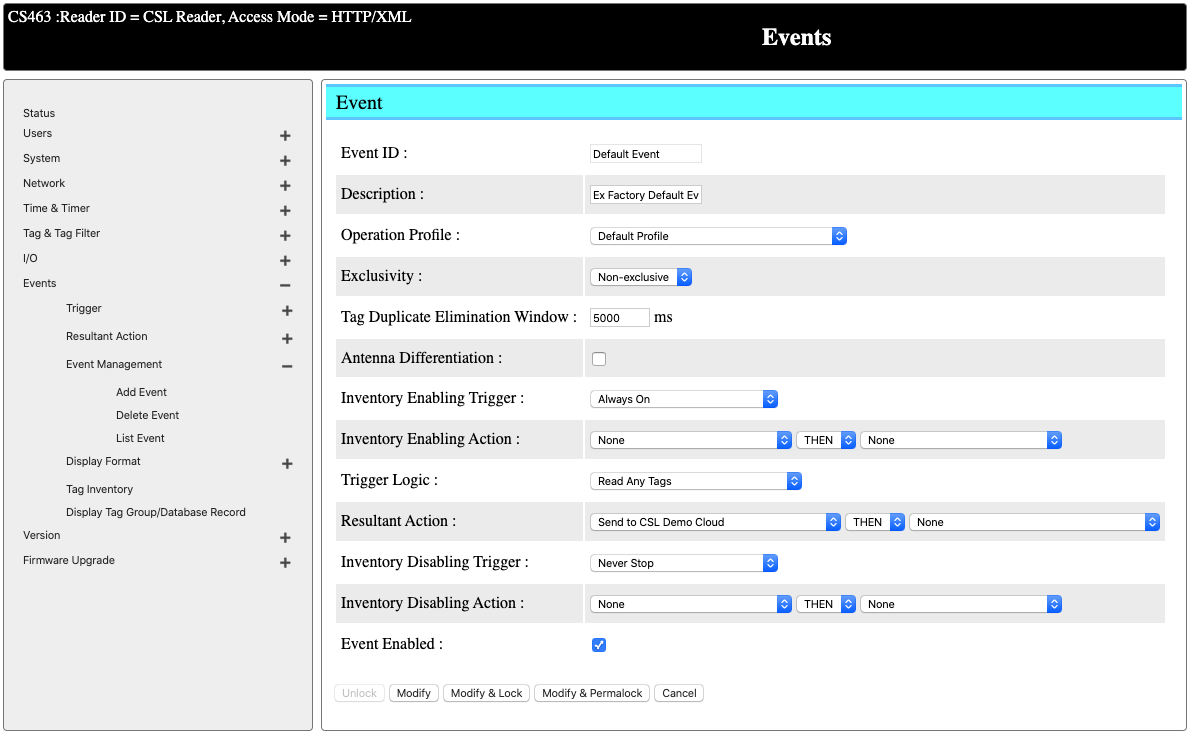 CS463 :Reader ID = CSL Reader, Access Mode = HTTP/XML
Events
Status
Users
System
Network
Time & Timer
Tag & Tag Filter
I/O
Events
Trigger
Resultant Action
Event Management
Add Event
Delete Event
List Event
Display Format
Tag Inventory
Display Tag Group/Database Record
Version
Firmware Upgrade
Event
Event ID : Default Event
Description : Ex Factory Default Ev
Operation Profile : Default Profile
Exclusivity : Non-exclusive
Tag Duplicate Elimination Window : 5000 ms
Antenna Differentiation :
Inventory Enabling Trigger : Always On
Inventory Enabling Action : None THEN None
Trigger Logic : Read Any Tags
Resultant Action : Send to CSL Demo Cloud THEN None
Inventory Disabling Trigger : Never Stop
Inventory Disabling Action : None THEN None
Event Enabled :
Unlock Modify Modify & Lock Modify & Permalock Cancel